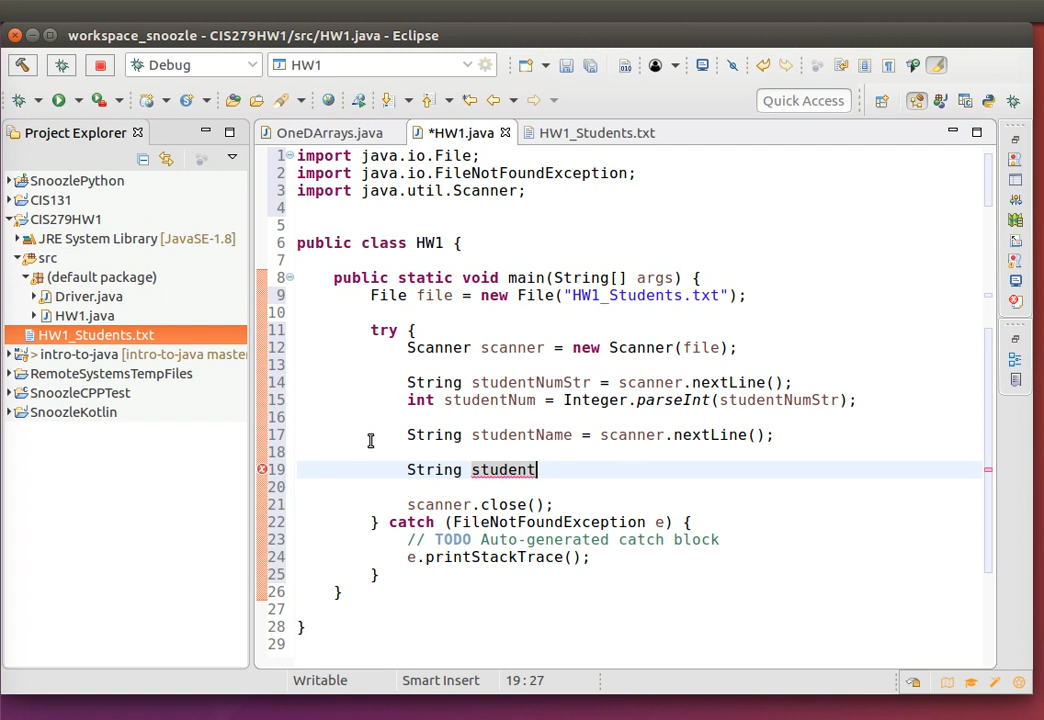 workspace_snoozle - CIS279HW1/src/HW1.java - Eclipse
Debug
HW1
Quick Access
Project Explorer
OneDArrays.java
*HW1.java
HW1_Students.txt
SnoozlePython
CIS131
CIS279HW1
JRE System Library [JavaSE-1.8]
src
(default package)
Driver.java
HW1.java
HW1_Students.txt
> intro-to-java [intro-to-java master
RemoteSystemsTempFiles
SnoozleCPPTest
SnoozleKotlin
1 import java.io.File;
2 import java.io.FileNotFoundException;
3 import java.util.Scanner;
4
5
6 public class HW1 {
7
8 public static void main(String[] args) {
9 File file = new File("HW1_Students.txt");
10
11 try {
12 Scanner scanner = new Scanner(file);
13
14 String studentNumStr = scanner.nextLine();
15 int studentNum = Integer.parseInt(studentNumStr);
16
17 String studentName = scanner.nextLine();
18
19 String student
20
21 scanner.close();
22 } catch (FileNotFoundException e) {
23 // TODO Auto-generated catch block
24 e.printStackTrace();
25 }
26 }
27
28 }
29
Writable
Smart Insert
19:27